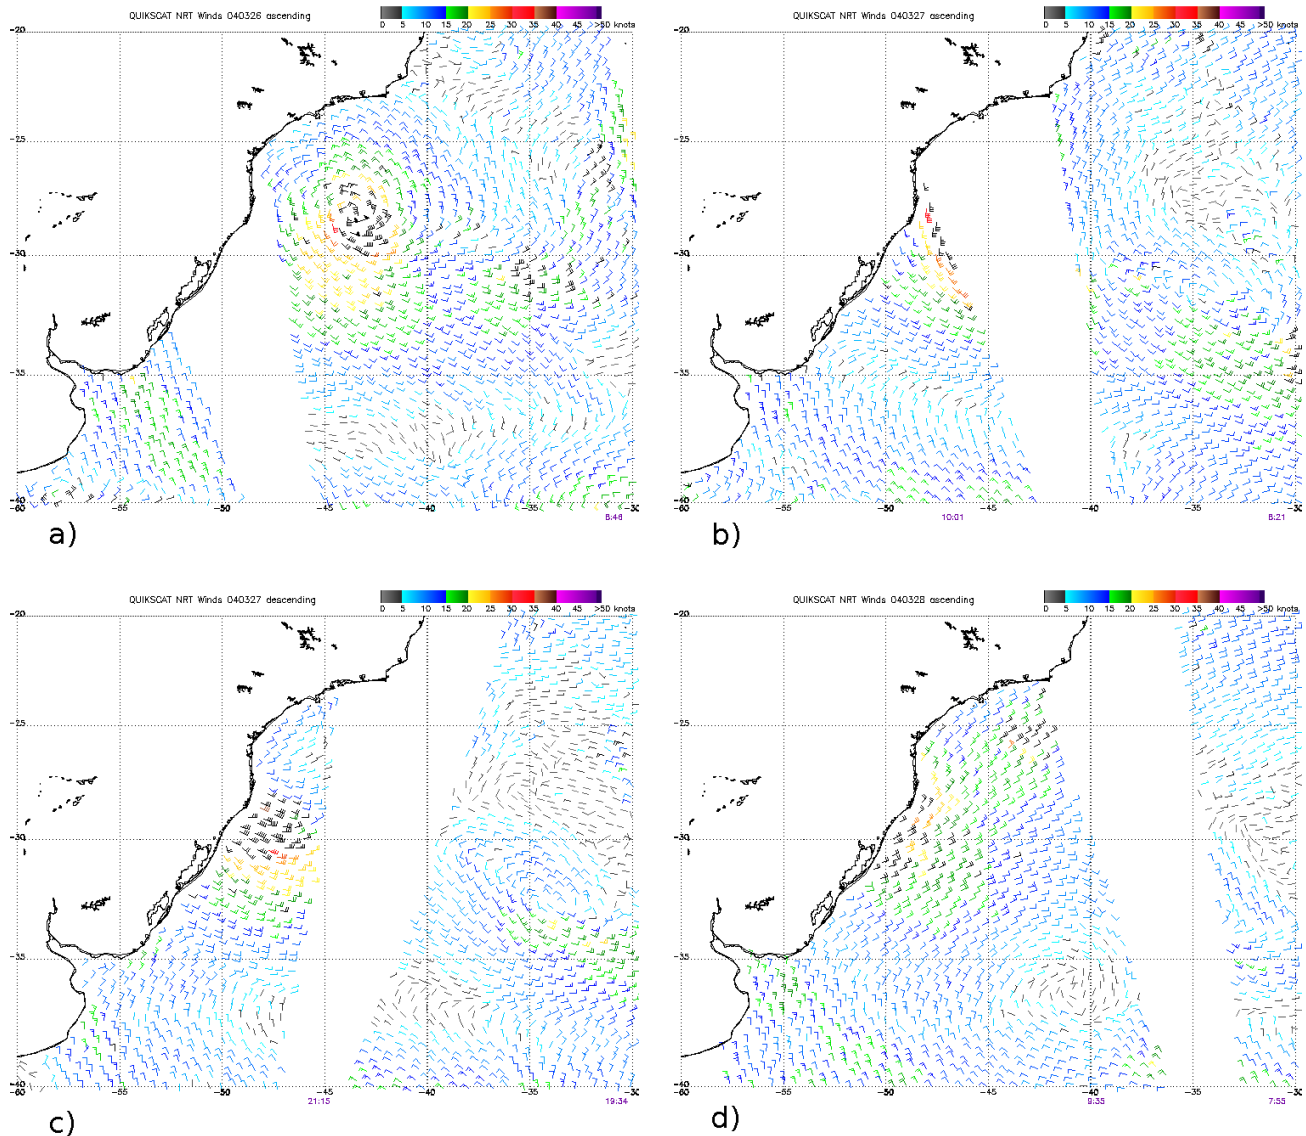 QUIKSCAT NRT Winds 040326 ascending
0 5 10 15 20 25 30 35 40 45 >50 knots
-20
-25
-30
-35
-40
-60 -55 -50 -45 -40 -35 -30
8:46
a)
QUIKSCAT NRT Winds 040327 ascending
0 5 10 15 20 25 30 35 40 45 >50 knots
-20
-25
-30
-35
-40
-60 -55 -50 -45 -40 -35 -30
10:01 8:21
b)
QUIKSCAT NRT Winds 040327 descending
0 5 10 15 20 25 30 35 40 45 >50 knots
-20
-25
-30
-35
-40
-60 -55 -50 -45 -40 -35 -30
21:15 19:34
c)
QUIKSCAT NRT Winds 040328 ascending
0 5 10 15 20 25 30 35 40 45 >50 knots
-20
-25
-30
-35
-40
-60 -55 -50 -45 -40 -35 -30
9:35 7:55
d)